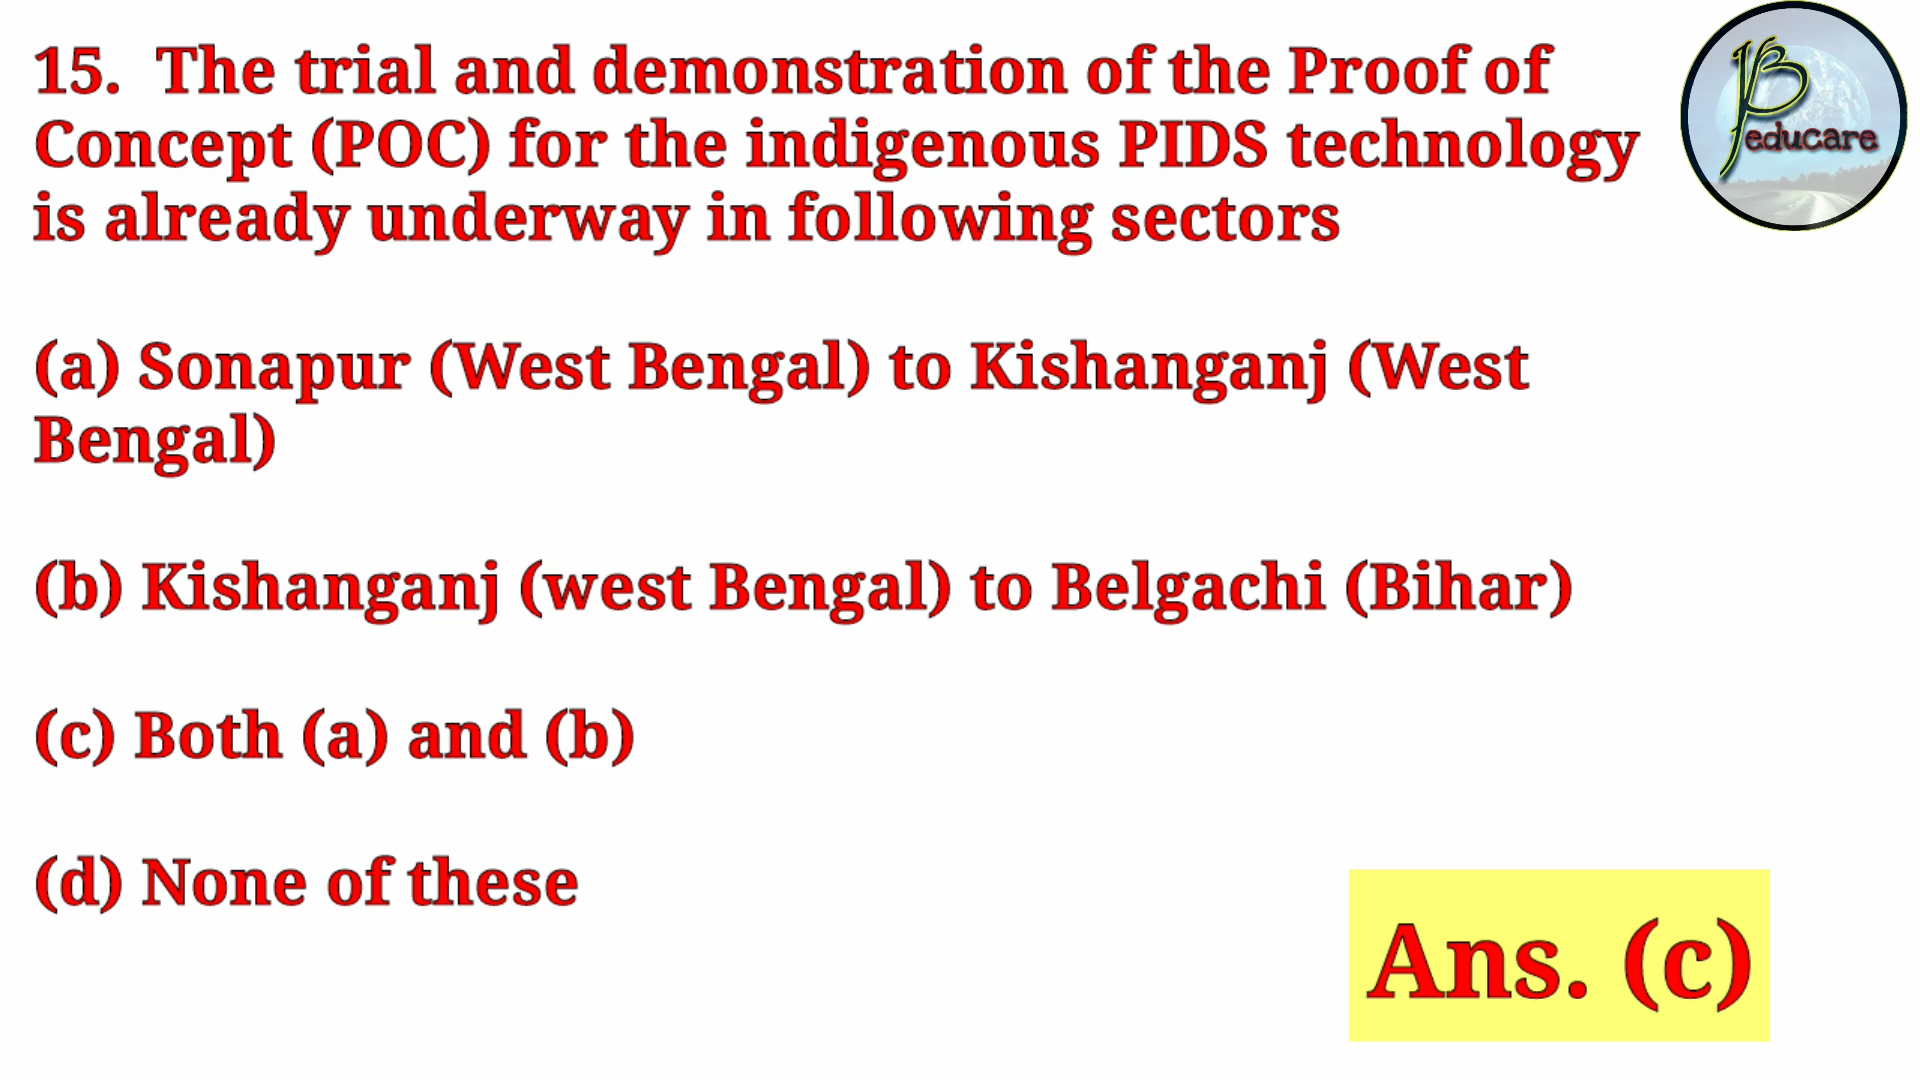 15. The trial and demonstration of the Proof of
Concept (POC) for the indigenous PIDS technology
is already underway in following sectors
(a) Sonapur (West Bengal) to Kishanganj (West
Bengal)
(b) Kishanganj (west Bengal) to Belgachi (Bihar)
(c) Both (a) and (b)
(d) None of these
Ans. (c)
educare